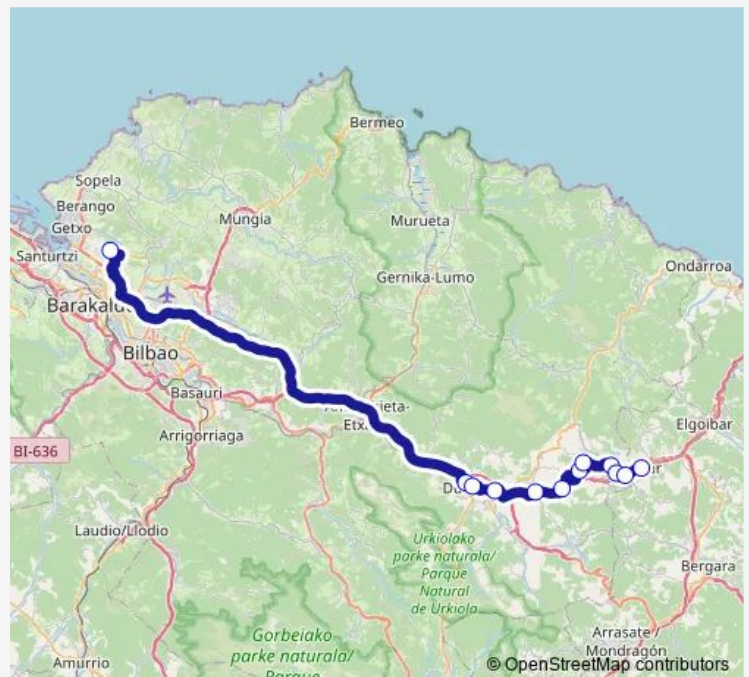 Bermeo
Sopela
Berango
Mungia
Murueta
Getxo
Santurtzi
Gernika-Lumo
Ondarroa
Bilbao
Basauri
Arrigorriaga
Elgoibar
BI-636
Laudio/Llodio
Urkiolako
parke naturala/
Parque
Natural
de Urkiola
Bergara
Gorbeiako
parke naturala/
Arrasate /
Mondragón
Amurrio
© OpenStreetMap contributors